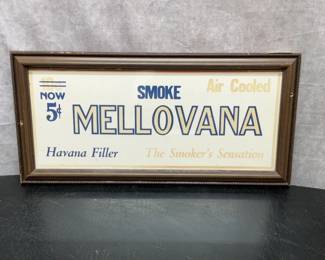 SMOKE
Air Cooled
NOW
5¢
MELLOVANA
Havana Filler
The Smoker's Sensation